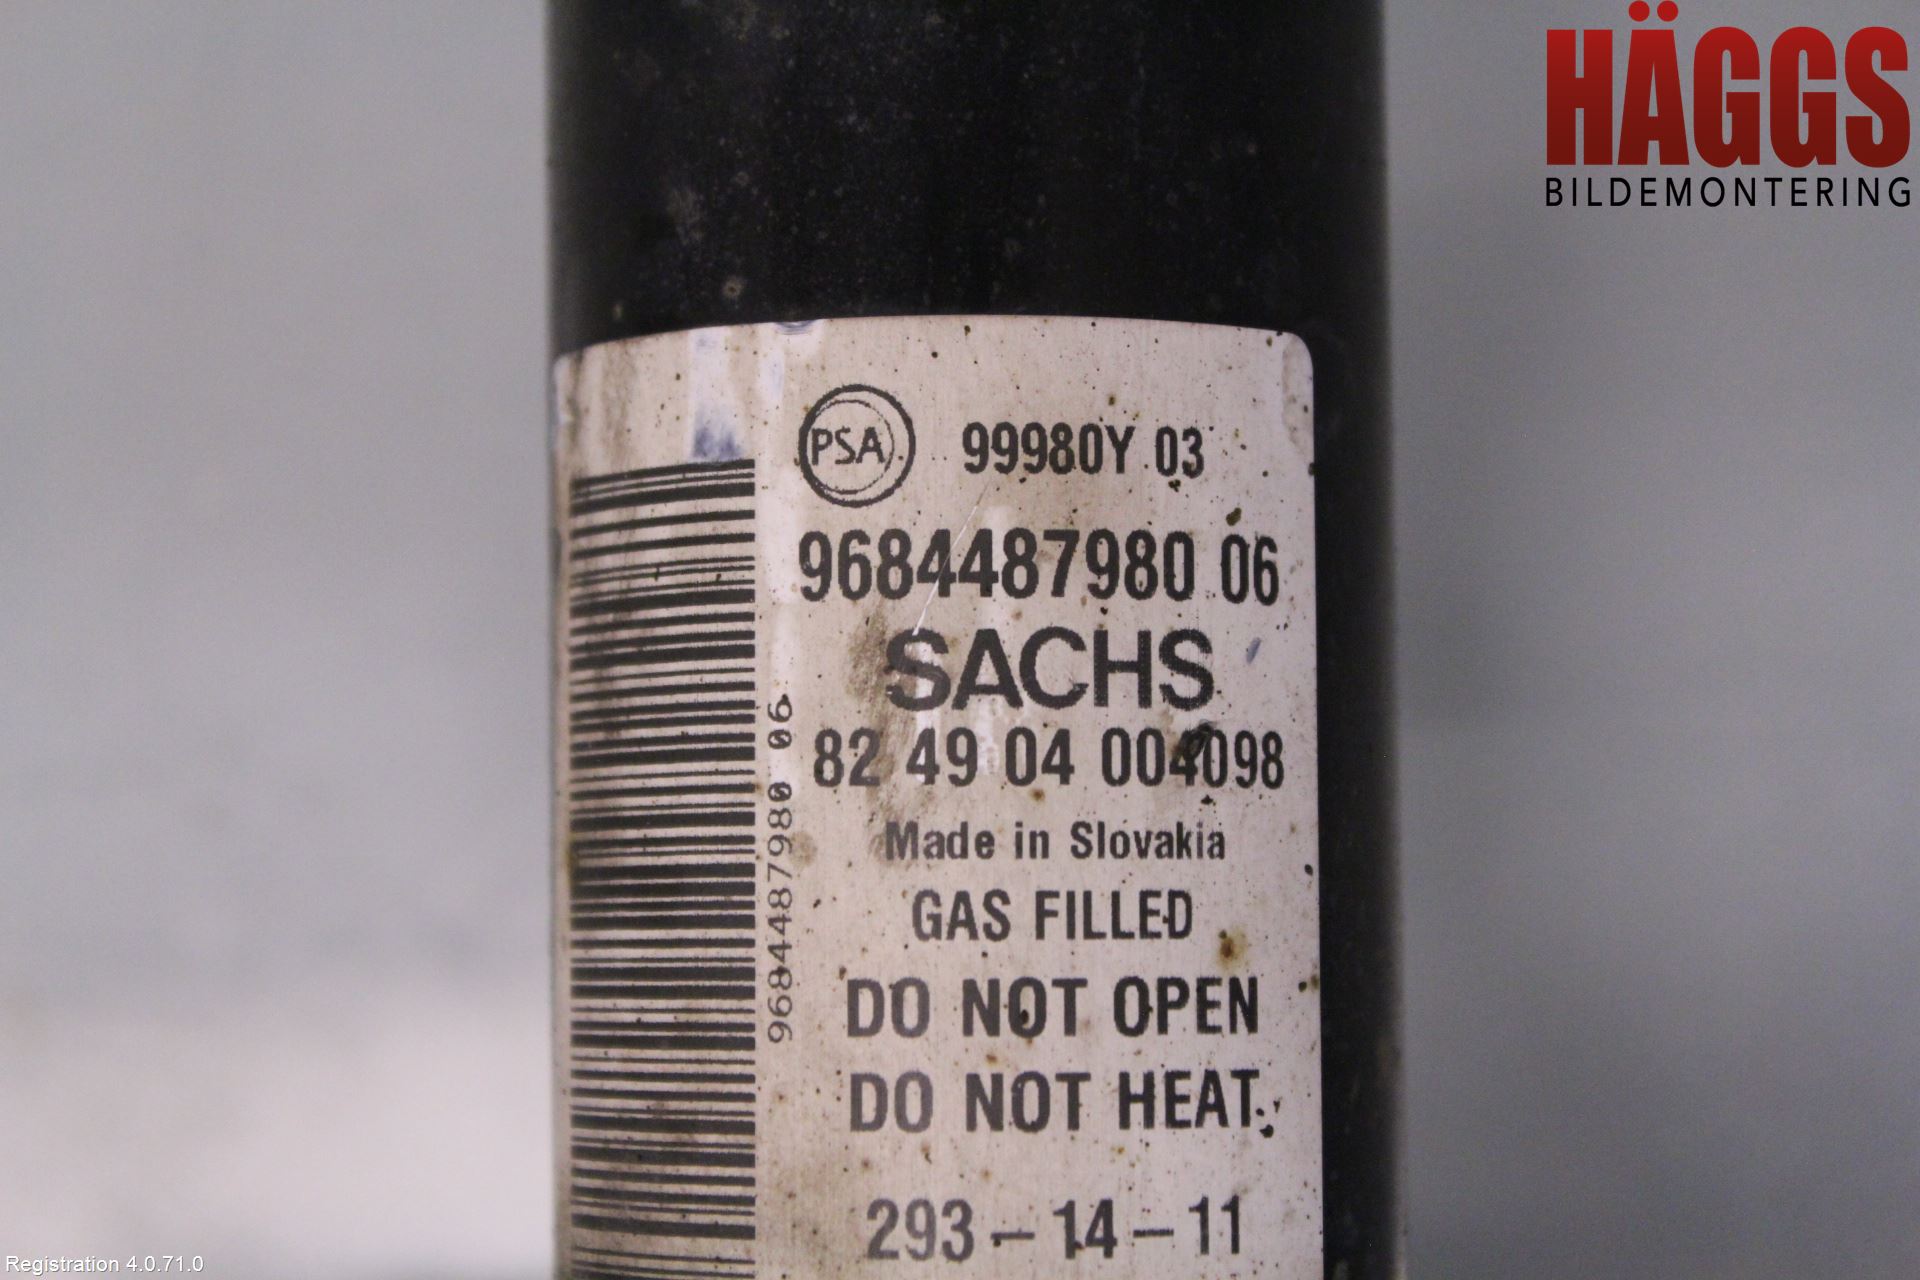 HÄGGS
BILDEMONTERING
PSA 99980Y 03
9684487980 06
SACHS
82 49 04 004098
Made in Slovakia
GAS FILLED
DO NOT OPEN
DO NOT HEAT
293-14-11
9684487980 06
Registration 4.0.71.0